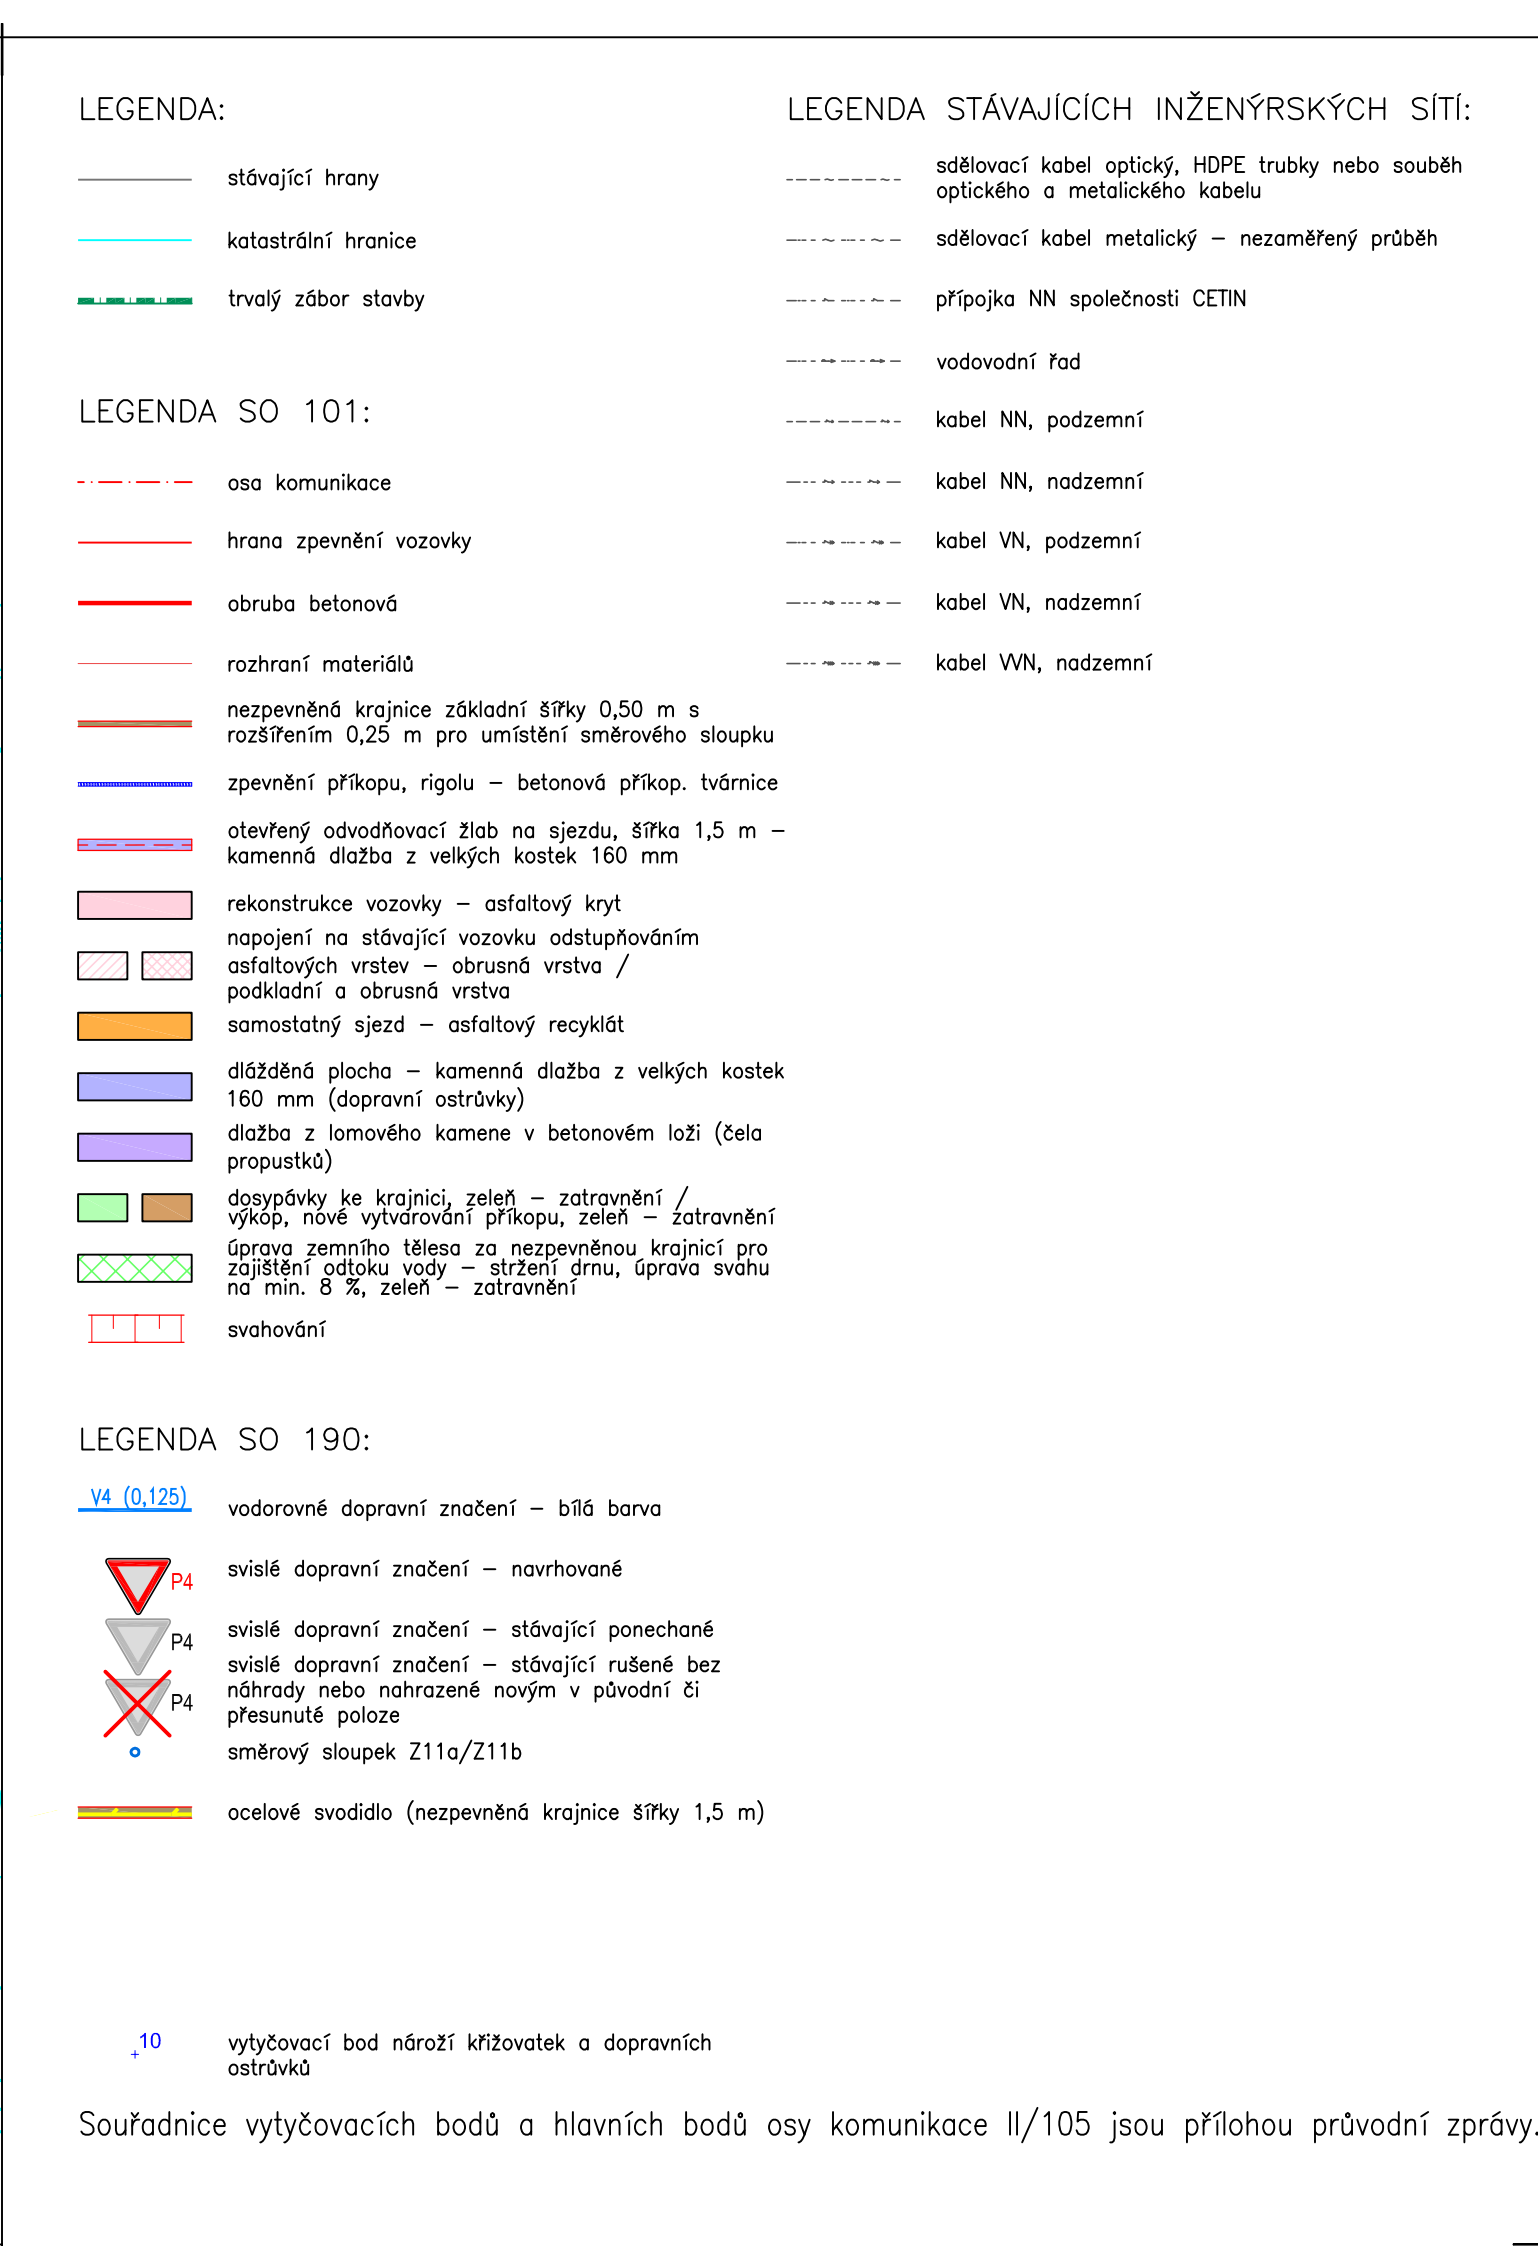 LEGENDA:
stávající hrany
katastrální hranice
trvalý zábor stavby
LEGENDA SO 101:
osa komunikace
hrana zpevnění vozovky
obruba betonová
rozhraní materiálů
nezpevněná krajnice základní šířky 0,50 m s
rozšířením 0,25 m pro umístění směrového sloupku
zpevnění příkopu, rigolu – betonová příkop. tvárnice
otevřený odvodňovací žlab na sjezdu, šířka 1,5 m –
kamenná dlažba z velkých kostek 160 mm
rekonstrukce vozovky – asfaltový kryt
napojení na stávající vozovku odstupňováním
asfaltových vrstev – obrusná vrstva /
podkladní a obrusná vrstva
samostatný sjezd – asfaltový recyklát
dlážděná plocha – kamenná dlažba z velkých kostek
160 mm (dopravní ostrůvky)
dlažba z lomového kamene v betonovém loži (čela
propustků)
dosypávky ke krajnici, zeleň – zatravnění /
výkop, nové vytvarování příkopu, zeleň – zatravnění
úprava zemního tělesa za nezpevněnou krajnicí pro
zajištění odtoku vody – stržení drnu, úprava svahu
na min. 8 %, zeleň – zatravnění
svahování
LEGENDA SO 190:
V4 (0,125)
vodorovné dopravní značení – bílá barva
P4
svislé dopravní značení – navrhované
P4
svislé dopravní značení – stávající ponechané
P4
svislé dopravní značení – stávající rušené bez
náhrady nebo nahrazené novým v původní či
přesunuté poloze
směrový sloupek Z11a/Z11b
ocelové svodidlo (nezpevněná krajnice šířky 1,5 m)
10
vytyčovací bod nároží křižovatek a dopravních
ostrůvků
Souřadnice vytyčovacích bodů a hlavních bodů osy komunikace II/105 jsou přílohou průvodní zprávy.
LEGENDA STÁVAJÍCÍCH INŽENÝRSKÝCH SÍTÍ:
sdělovací kabel optický, HDPE trubky nebo souběh
optického a metalického kabelu
sdělovací kabel metalický – nezaměřený průběh
přípojka NN společnosti CETIN
vodovodní řad
kabel NN, podzemní
kabel NN, nadzemní
kabel VN, podzemní
kabel VN, nadzemní
kabel VVN, nadzemní